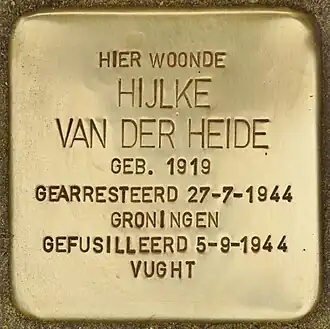 HIER WOONDE
HIJLKE
VAN DER HEIDE
GEB. 1919
GEARRESTEERD 27-7-1944
GRONINGEN
GEFUSILLEERD 5-9-1944
VUGHT